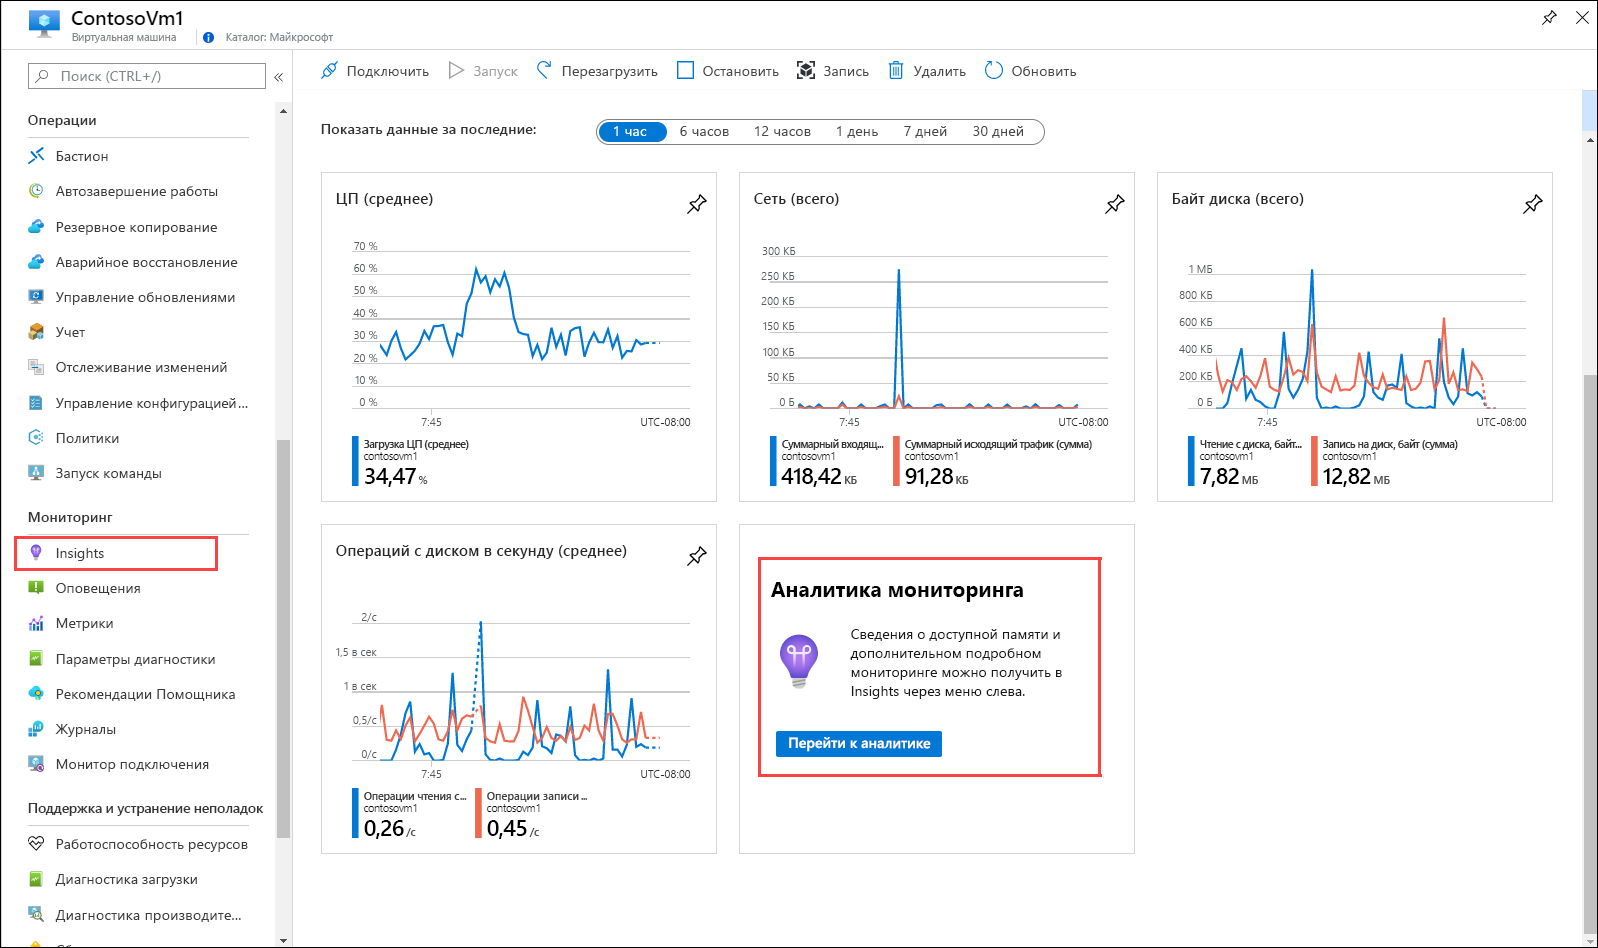 ContosoVm1
Виртуальная машина
Каталог: Майкрософт
Поиск (CTRL+/)
«
Подключить
Запуск
Перезагрузить
Остановить
Запись
Удалить
Обновить
Операции
Бастион
Автозавершение работы
Резервное копирование
Аварийное восстановление
Управление обновлениями
Учет
Отслеживание изменений
Управление конфигурацией...
Политики
Запуск команды
Мониторинг
Insights
Оповещения
Метрики
Параметры диагностики
Рекомендации Помощника
Журналы
Монитор подключения
Поддержка и устранение неполадок
Работоспособность ресурсов
Диагностика загрузки
Диагностика производите...
Показать данные за последние:
1 час
6 часов
12 часов
1 день
7 дней
30 дней
ЦП (среднее)
70 %
60 %
50 %
40 %
30 %
20 %
10 %
0 %
7:45
UTC-08:00
Загрузка ЦП (среднее)
contosovm1
34,47 %
Сеть (всего)
300 КБ
250 КБ
200 КБ
150 КБ
100 КБ
50 КБ
0 Б
7:45
UTC-08:00
Суммарный входящ...
contosovm1
418,42 КБ
Суммарный исходящий трафик (сумма)
contosovm1
91,28 КБ
Байт диска (всего)
1 МБ
800 КБ
600 КБ
400 КБ
200 КБ
0 Б
7:45
UTC-08:00
Чтение с диска, байт...
contosovm1
7,82 МБ
Запись на диск, байт (сумма)
contosovm1
12,82 МБ
Операций с диском в секунду (среднее)
2/с
1,5 в сек
1 в сек
0,5/с
0/с
7:45
UTC-08:00
Операции чтения с...
contosovm1
0,26 /с
Операции записи ...
contosovm1
0,45 /с
Аналитика мониторинга
Сведения о доступной памяти и
дополнительном подробном
мониторинге можно получить в
Insights через меню слева.
Перейти к аналитике